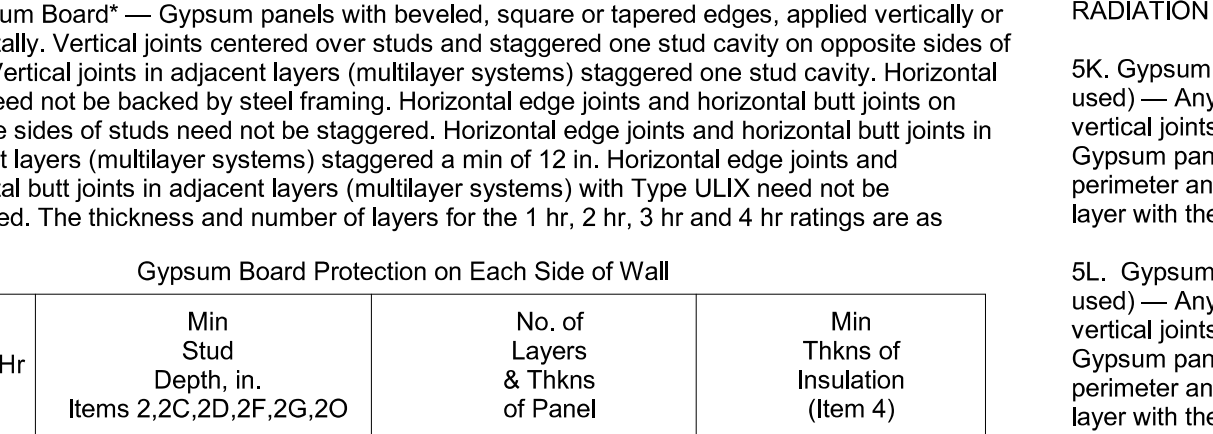 um Board* — Gypsum panels with beveled, square or tapered edges, applied vertically or
ally. Vertical joints centered over studs and staggered one stud cavity on opposite sides of
Vertical joints in adjacent layers (multilayer systems) staggered one stud cavity. Horizontal
eed not be backed by steel framing. Horizontal edge joints and horizontal butt joints on
e sides of studs need not be staggered. Horizontal edge joints and horizontal butt joints in
t layers (multilayer systems) staggered a min of 12 in. Horizontal edge joints and
tal butt joints in adjacent layers (multilayer systems) with Type ULIX need not be
ed. The thickness and number of layers for the 1 hr, 2 hr, 3 hr and 4 hr ratings are as
Gypsum Board Protection on Each Side of Wall
Hr
Min
Stud
Depth, in.
Items 2,2C,2D,2F,2G,2O
No. of
Layers
& Thkns
of Panel
Min
Thkns of
Insulation
(Item 4)
RADIATION
5K. Gypsum
used) — Any
vertical joints
Gypsum pan
perimeter an
layer with the
5L. Gypsum
used) — Any
vertical joints
Gypsum pan
perimeter an
layer with the